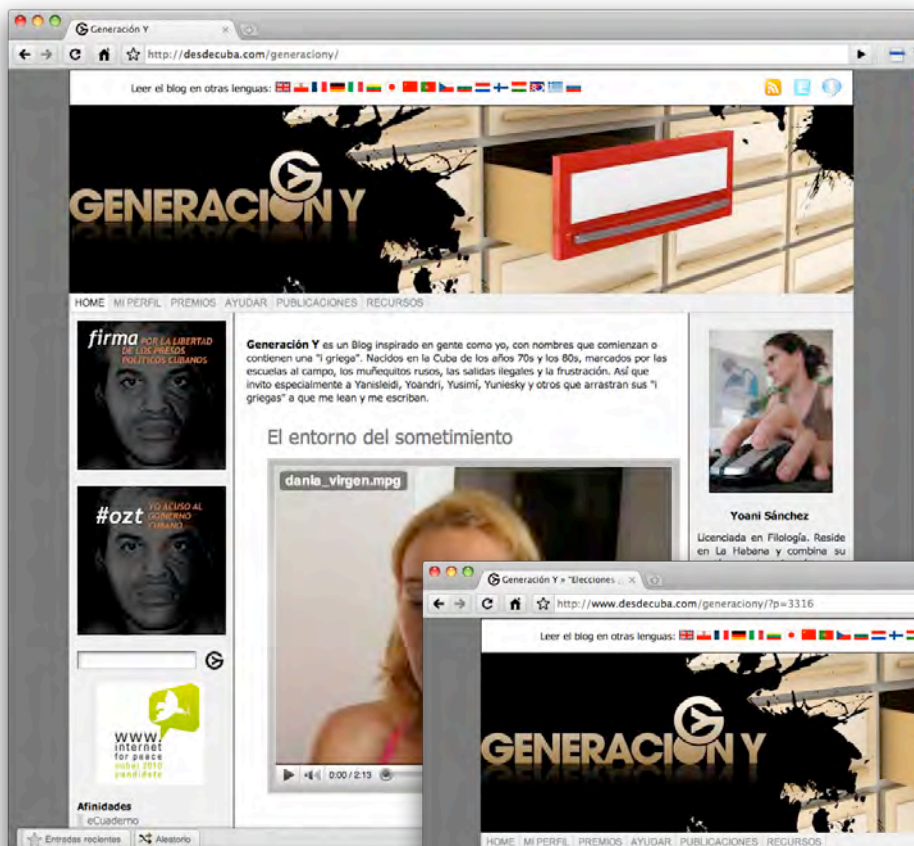 Generación Y
http://desdecuba.com/generaciony/
Leer el blog en otras lenguas:
GENERACION Y
HOME MI PERFIL PREMIOS AYUDAR PUBLICACIONES RECURSOS
firma POR LA LIBERTAD
DE LOS PRESOS
POLÍTICOS CUBANOS
#ozt YO ACUSO AL
GOBIERNO
CUBANO
www.
internet
for peace
nobel 2010
candidate
Afinidades
eCuaderno
Generación Y es un Blog inspirado en gente como yo, con nombres que comienzan o
contienen una "i griega". Nacidos en la Cuba de los años 70s y los 80s, marcados por las
escuelas al campo, los muñequitos rusos, las salidas ilegales y la frustración. Así que
invito especialmente a Yanisleidi, Yoandri, Yusimí, Yuniesky y otros que arrastran sus "i
griegas" a que me lean y me escriban.
El entorno del sometimiento
dania_virgen.mpg
0:00 / 2:13
Yoani Sánchez
Licenciada en Filología. Reside
en La Habana y combina su
Entradas recientes Aleatorio
Generación Y » "Elecciones ...
http://www.desdecuba.com/generaciony/?p=3316
Leer el blog en otras lenguas:
GENERACION Y
HOME MI PERFIL PREMIOS AYUDAR PUBLICACIONES RECURSOS